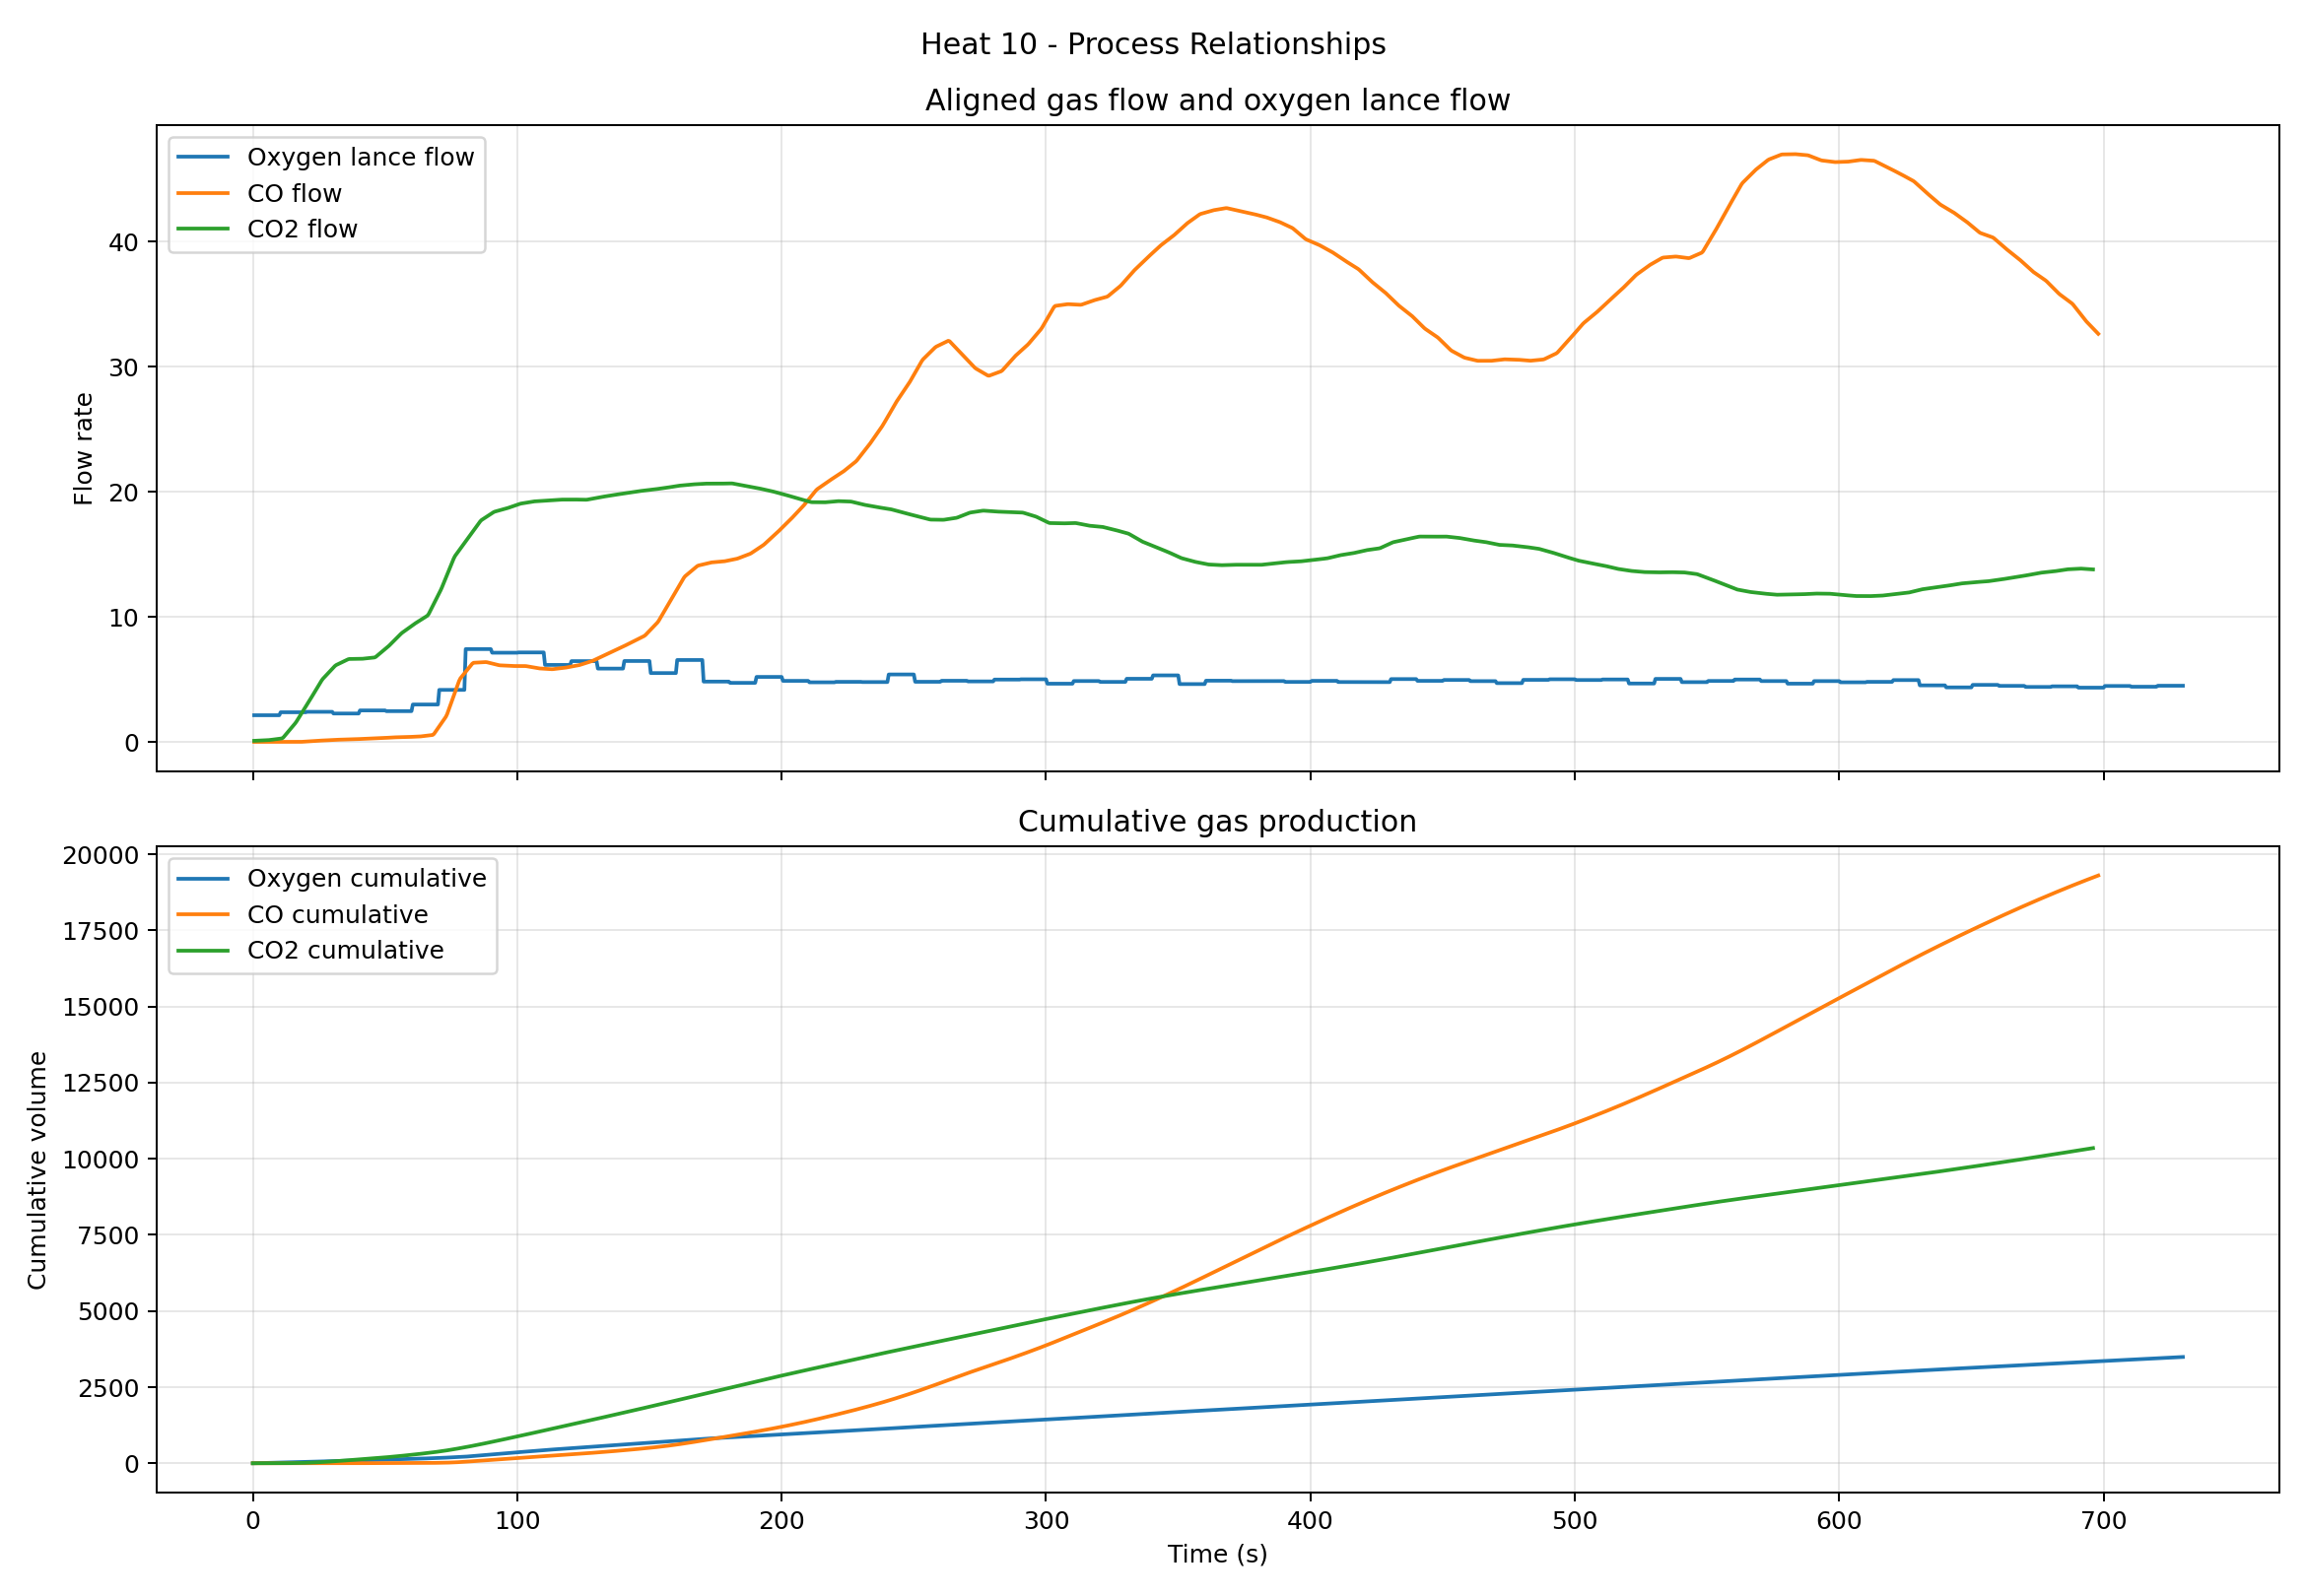 Heat 10 - Process Relationships
Aligned gas flow and oxygen lance flow
Oxygen lance flow
CO flow
CO2 flow
Flow rate
40
30
20
10
0
Cumulative gas production
Oxygen cumulative
CO cumulative
CO2 cumulative
Cumulative volume
20000
17500
15000
12500
10000
7500
5000
2500
0
0 100 200 300 400 500 600 700
Time (s)